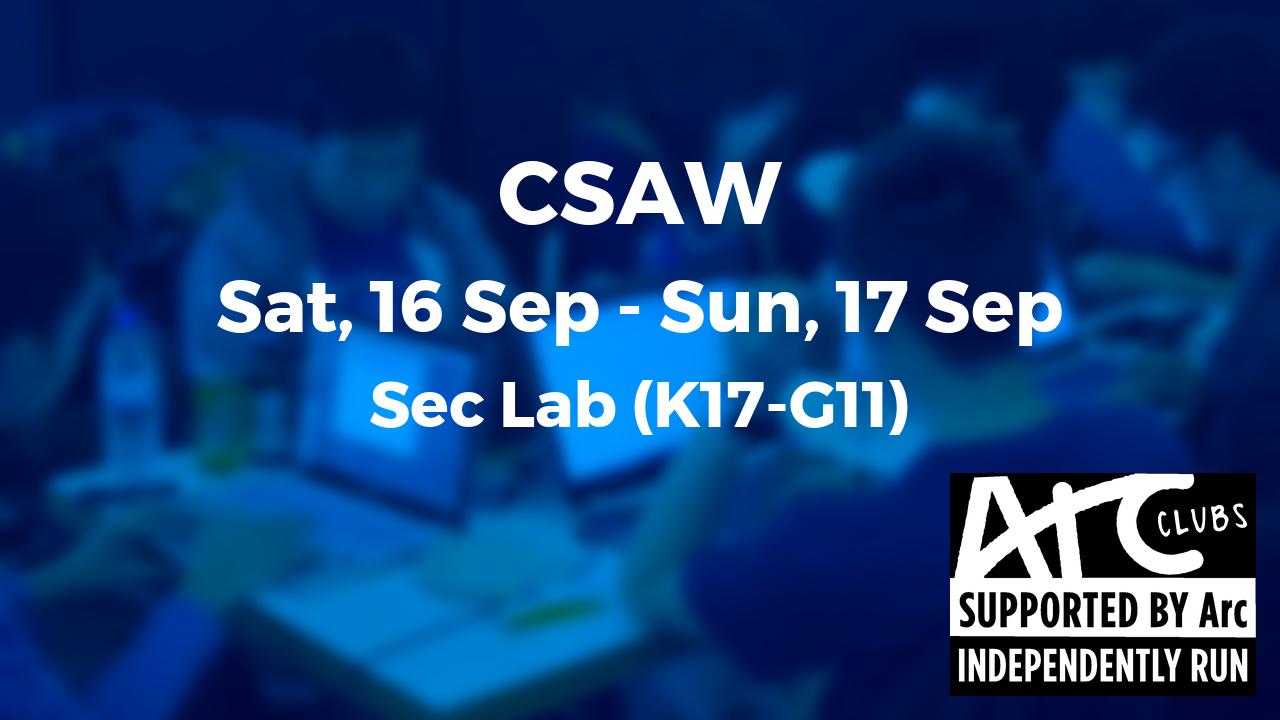 CSAW
Sat, 16 Sep - Sun, 17 Sep
Sec Lab (K17-G11)
Arc CLUBS
SUPPORTED BY Arc
INDEPENDENTLY RUN